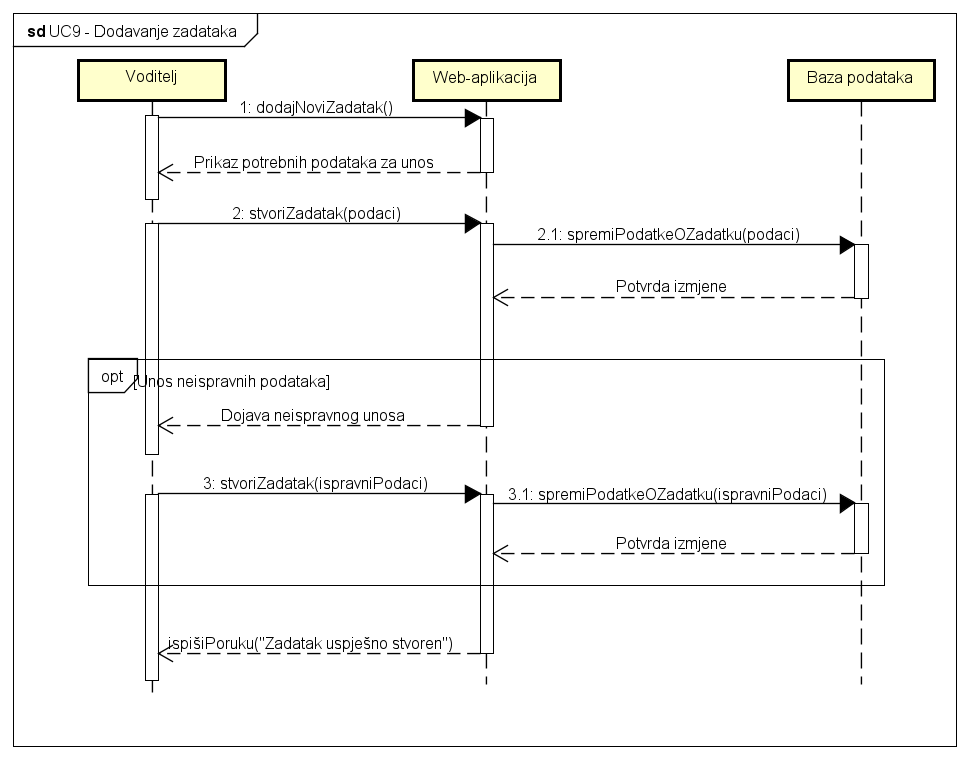 sd UC9 - Dodavanje zadataka
Voditelj
Web-aplikacija
Baza podataka
1: dodajNoviZadatak()
Prikaz potrebnih podataka za unos
2: stvoriZadatak(podaci)
2.1: spremiPodatkeOZadatku(podaci)
Potvrda izmjene
opt
[Unos neispravnih podataka]
Dojava neispravnog unosa
3: stvoriZadatak(ispravniPodaci)
3.1: spremiPodatkeOZadatku(ispravniPodaci)
Potvrda izmjene
ispišiPoruku("Zadatak uspješno stvoren")